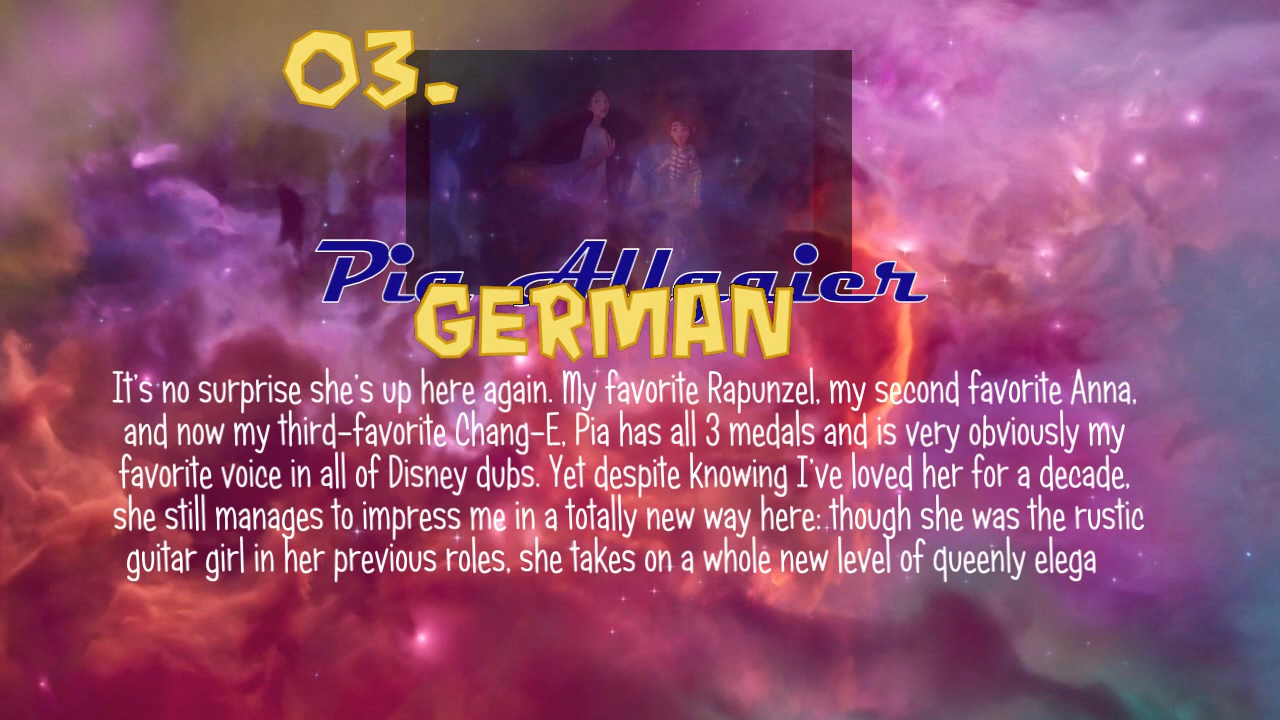 03.
Pia Allgaier
GERMAN
It's no surprise she's up here again. My favorite Rapunzel, my second favorite Anna,
and now my third-favorite Chang-E, Pia has all 3 medals and is very obviously my
favorite voice in all of Disney dubs. Yet despite knowing I've loved her for a decade,
she still manages to impress me in a totally new way here: though she was the rustic
guitar girl in her previous roles, she takes on a whole new level of queenly elega